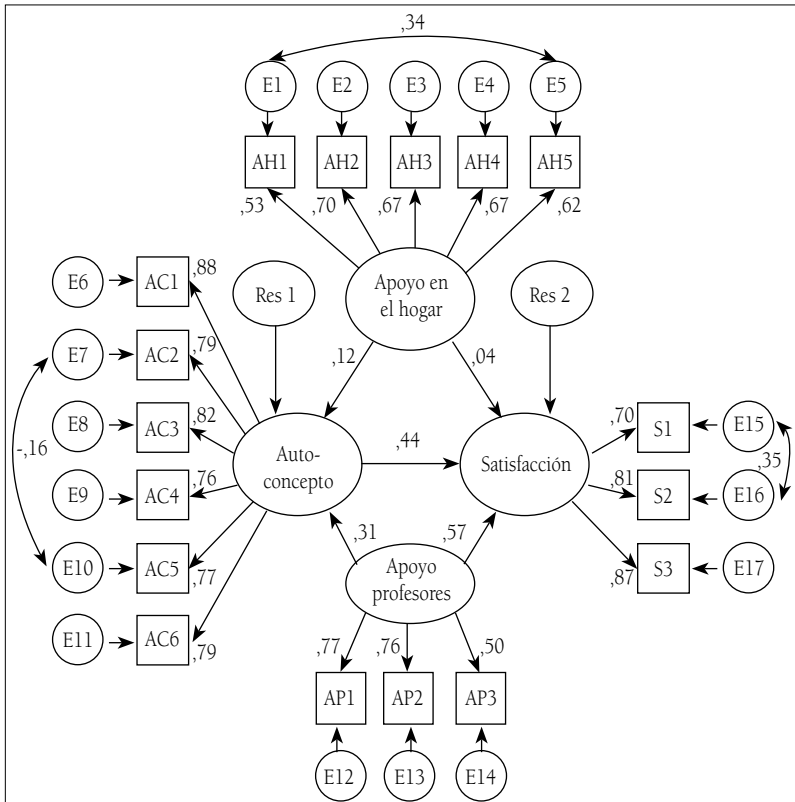 ,34
E1 E2 E3 E4 E5
AH1 AH2 AH3 AH4 AH5
,53 ,70 ,67 ,67 ,62
Apoyo en
el hogar
Res 1
Res 2
,12 ,04
E6 AC1 ,88
E7 AC2 ,79
E8 AC3 ,82
E9 AC4 ,76
E10 AC5 ,77
E11 AC6 ,79
-,16
Auto-
concepto
,44
Satisfacción
,70 S1 E15
,81 S2 E16
,87 S3 E17
,35
,31 ,57
Apoyo
profesores
,77 ,76 ,50
AP1 AP2 AP3
E12 E13 E14